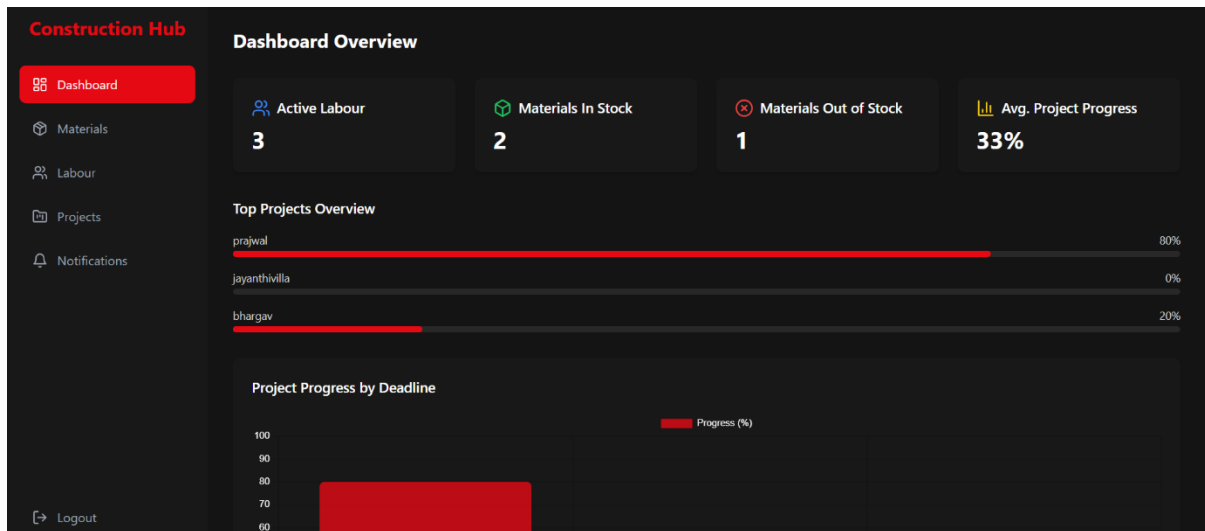 Construction Hub
Dashboard
Materials
Labour
Projects
Notifications
Logout
Dashboard Overview
Active Labour
3
Materials In Stock
2
Materials Out of Stock
1
Avg. Project Progress
33%
Top Projects Overview
prajwal 80%
jayanthivilla 0%
bhargav 20%
Project Progress by Deadline
Progress (%)
100
90
80
70
60